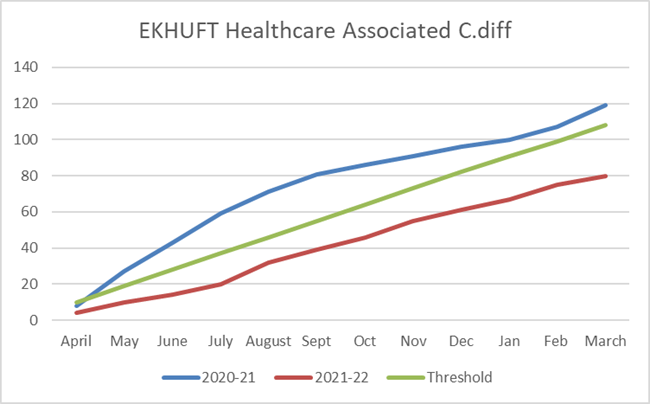 EKHUFT Healthcare Associated C.diff
140
120
100
80
60
40
20
0
April May June July August Sept Oct Nov Dec Jan Feb March
2020-21 2021-22 Threshold